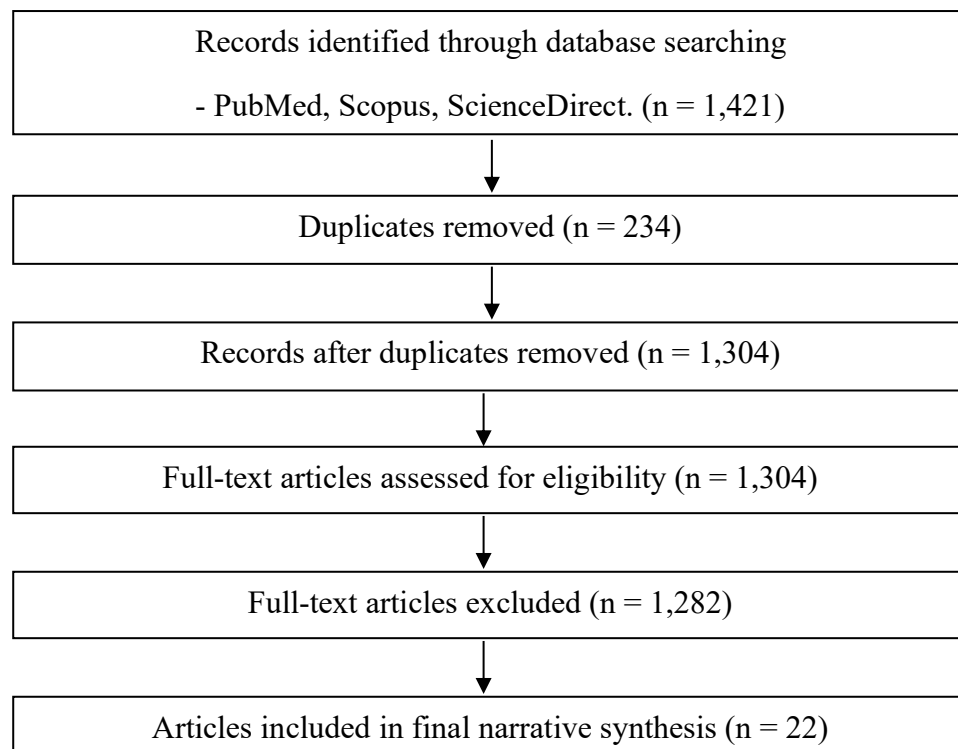 Records identified through database searching
- PubMed, Scopus, ScienceDirect. (n = 1,421)
Duplicates removed (n = 234)
Records after duplicates removed (n = 1,304)
Full-text articles assessed for eligibility (n = 1,304)
Full-text articles excluded (n = 1,282)
Articles included in final narrative synthesis (n = 22)